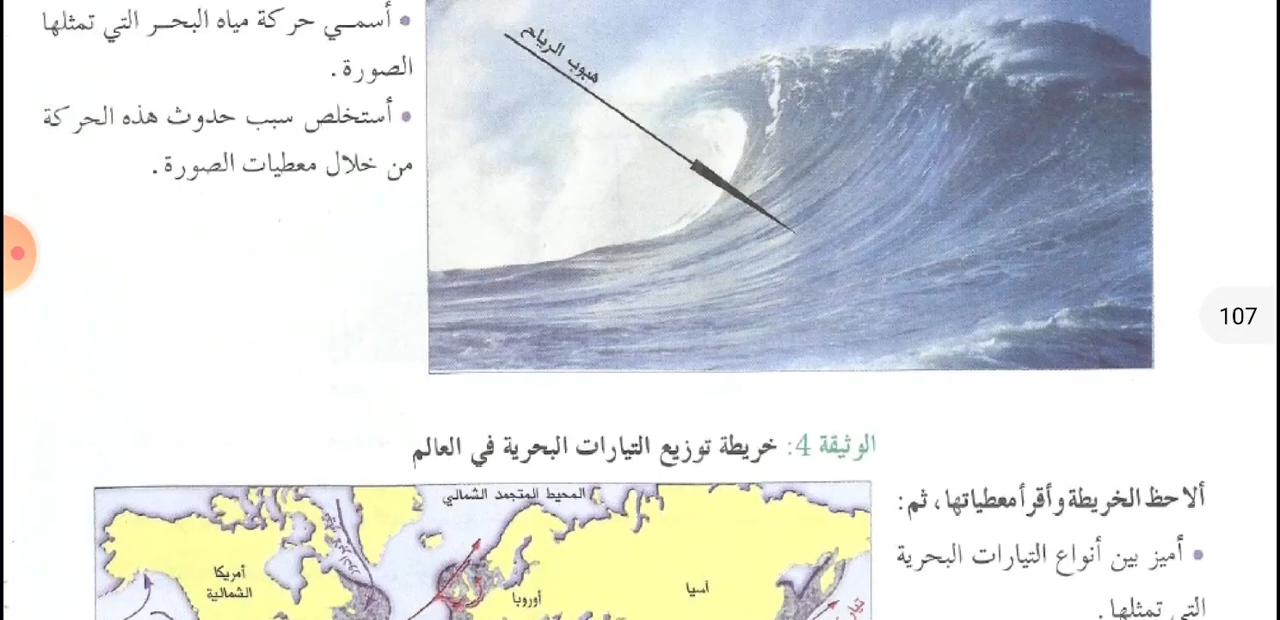 • أسمـي حركة مياه البحـر التي تمثلها
الصورة.
• أستخلص سبب حدوث هذه الحركة
من خلال معطيات الصورة.
هبوب الرياح
107
الوثيقة 4: خريطة توزيع التيارات البحرية في العالم
ألاحظ الخريطة وأقرأ معطياتها، ثم:
• أميز بين أنواع التيارات البحرية
التي تمثلها.
المحيط المتجمد الشمالي
أمريكا
الشمالية
أوروبا
آسيا